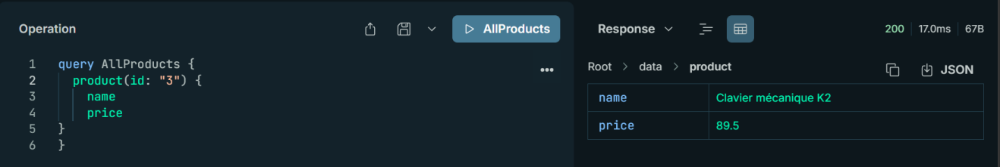 Operation
AllProducts
1 query AllProducts {
2   product(id: "3") {
3     name
4     price
5 }
6 }
Response
200 17.0ms 67B
Root > data > product
JSON
name Clavier mécanique K2
price 89.5